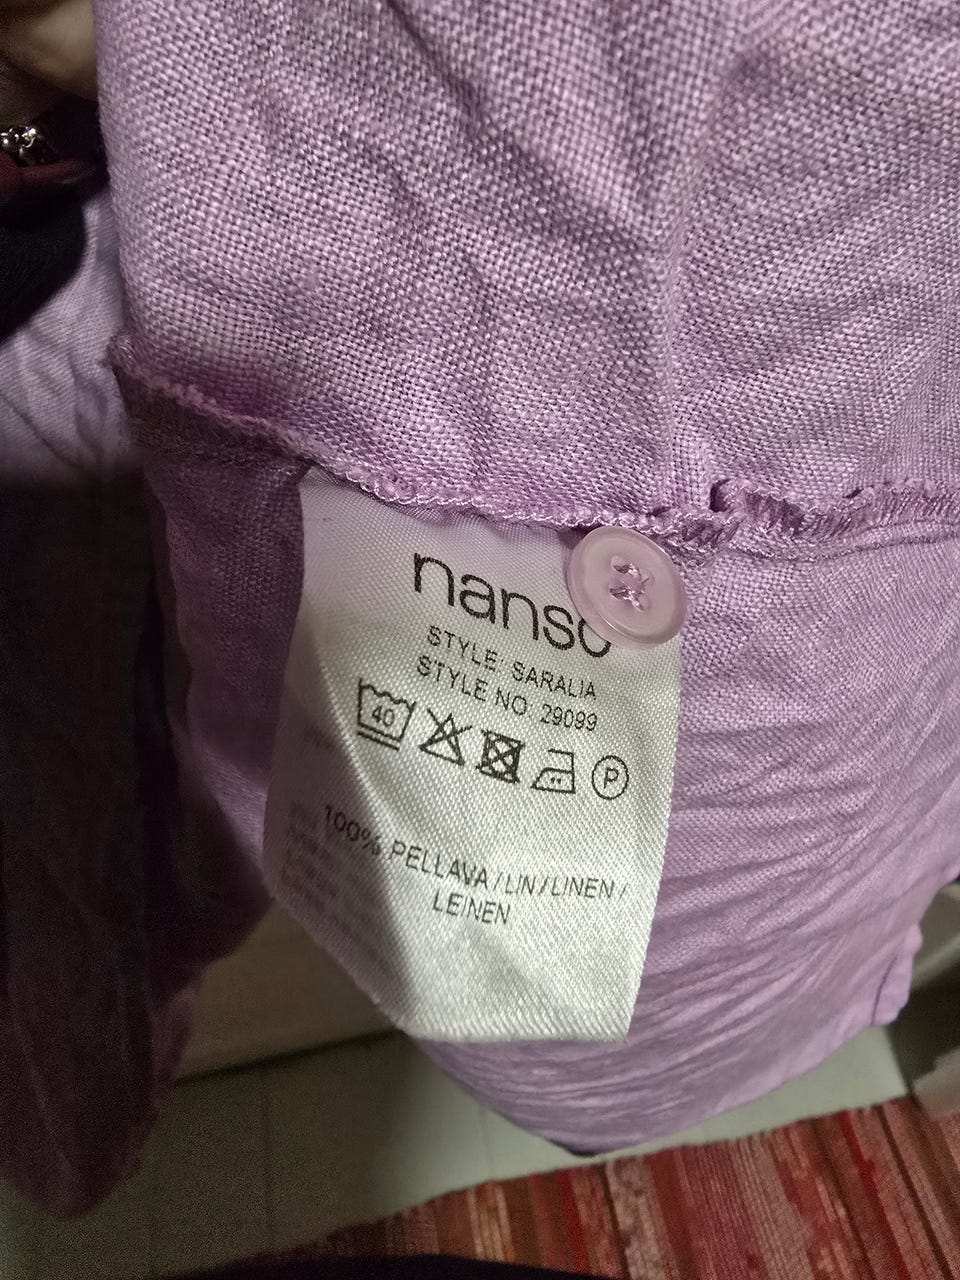 nanso
STYLE: SARALIA
STYLE NO. 29099
40 P
100% PELLAVA/LIN/LINEN/
LEINEN